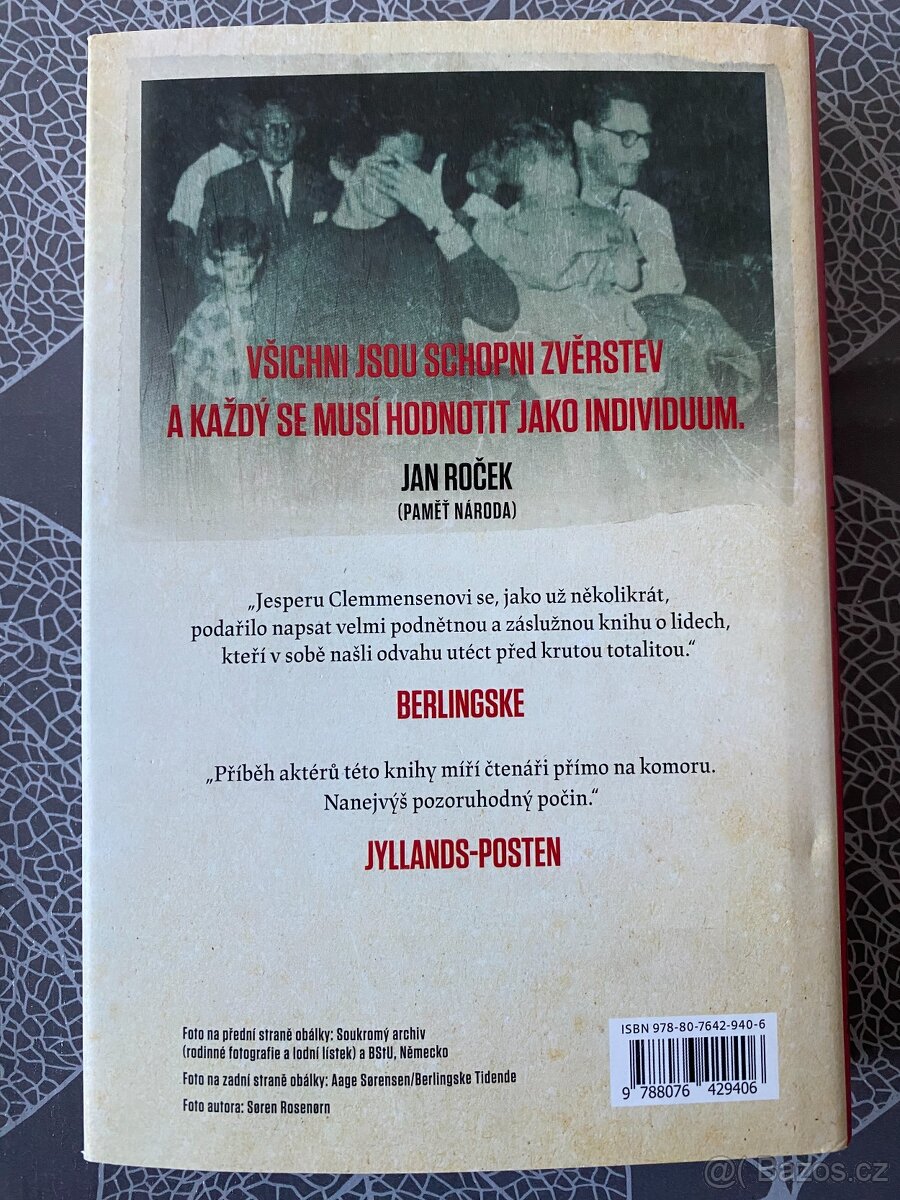 VŠICHNI JSOU SCHOPNI ZVĚRSTEV
A KAŽDÝ SE MUSÍ HODNOTIT JAKO INDIVIDUUM.
JAN ROČEK
(PAMĚŤ NÁRODA)
„Jesperu Clemmensenovi se, jako už několikrát,
podařilo napsat velmi podnětnou a záslužnou knihu o lidech,
kteří v sobě našli odvahu utéct před krutou totalitou.“
BERLINGSKE
„Příběh aktérů této knihy míří čtenáři přímo na komoru.
Nanejvýš pozoruhodný počin.“
JYLLANDS-POSTEN
Foto na přední straně obálky: Soukromý archiv
(rodinné fotografie a lodní lístek) a BStU, Německo
Foto na zadní straně obálky: Aage Sørensen/Berlingske Tidende
Foto autora: Søren Rosenørn
ISBN 978-80-7642-940-6
9 788076 429406
@ Bazos.cz